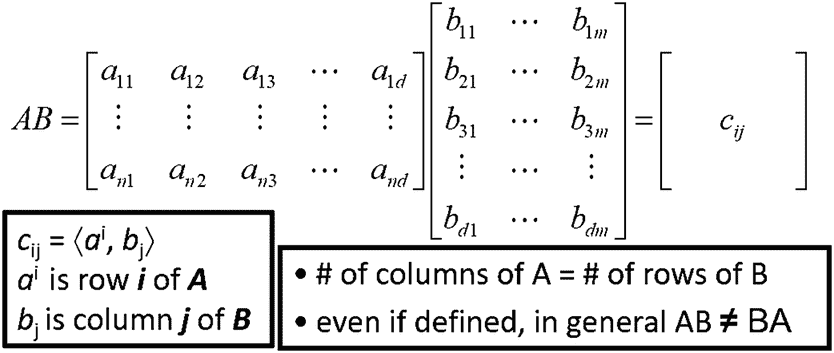 AB = [ a11 a12 a13 ⋯ a1d ] [ b11 ⋯ b1m ] = [ cij ]
⋮ ⋮ ⋮ ⋮ ⋮ b21 ⋯ b2m
an1 an2 an3 ⋯ and b31 ⋯ b3m
⋮ ⋯ ⋮
bd1 ⋯ bdm
cij = ⟨aⁱ, bj⟩
aⁱ is row i of A
bj is column j of B
• # of columns of A = # of rows of B
• even if defined, in general AB ≠ BA